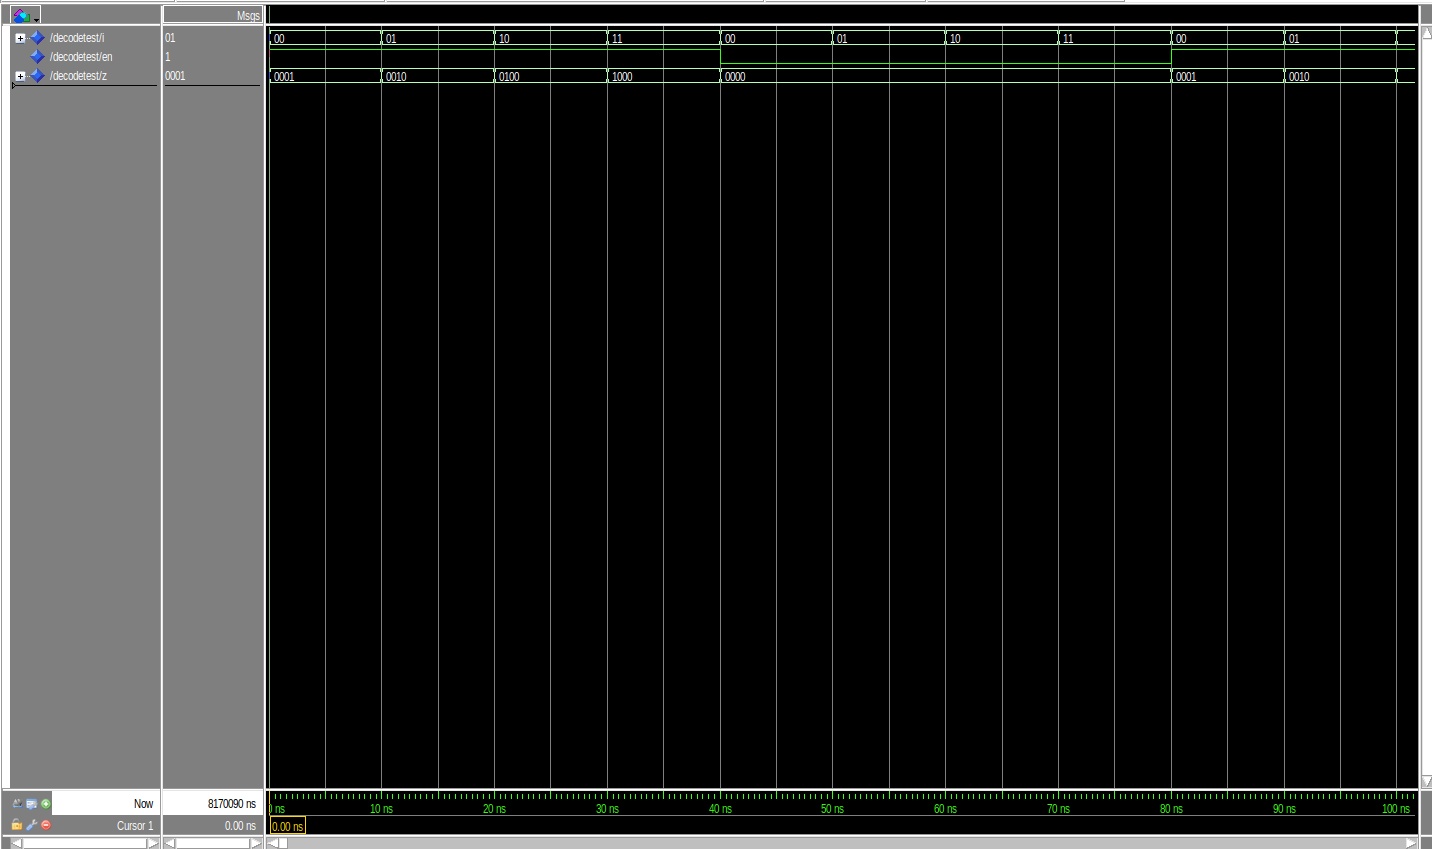 Msgs
/decodetest/i 01 00 01 10 11 00 01 10 11 00 01
/decodetest/en 1
/decodetest/z 0001 0001 0010 0100 1000 0000 0001 0010
Now 8170090 ns ns 10 ns 20 ns 30 ns 40 ns 50 ns 60 ns 70 ns 80 ns 90 ns 100 ns
Cursor 1 0.00 ns 0.00 ns